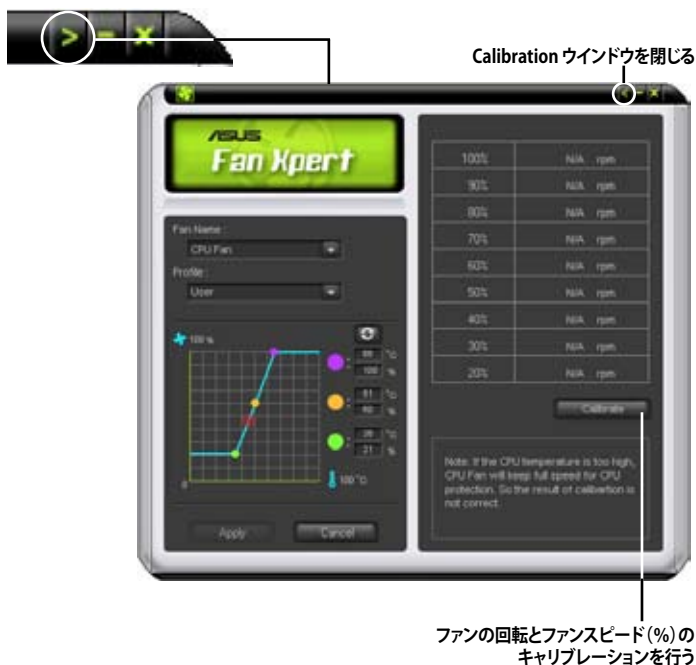 Calibration ウインドウを閉じる
ASUS
Fan Xpert
Fan Name :
CPU Fan
Profile :
User
100 %
100 %
°C
%
°C
%
°C
%
0
100 °C
Apply
Cancel
100% N/A rpm
90% N/A rpm
80% N/A rpm
70% N/A rpm
60% N/A rpm
50% N/A rpm
40% N/A rpm
30% N/A rpm
20% N/A rpm
Calibrate
Note: If the CPU temperature is too high,
CPU Fan will keep full speed for CPU
protection. So the result of calibartion is
not correct.
ファンの回転とファンスピード(%)の
キャリブレーションを行う